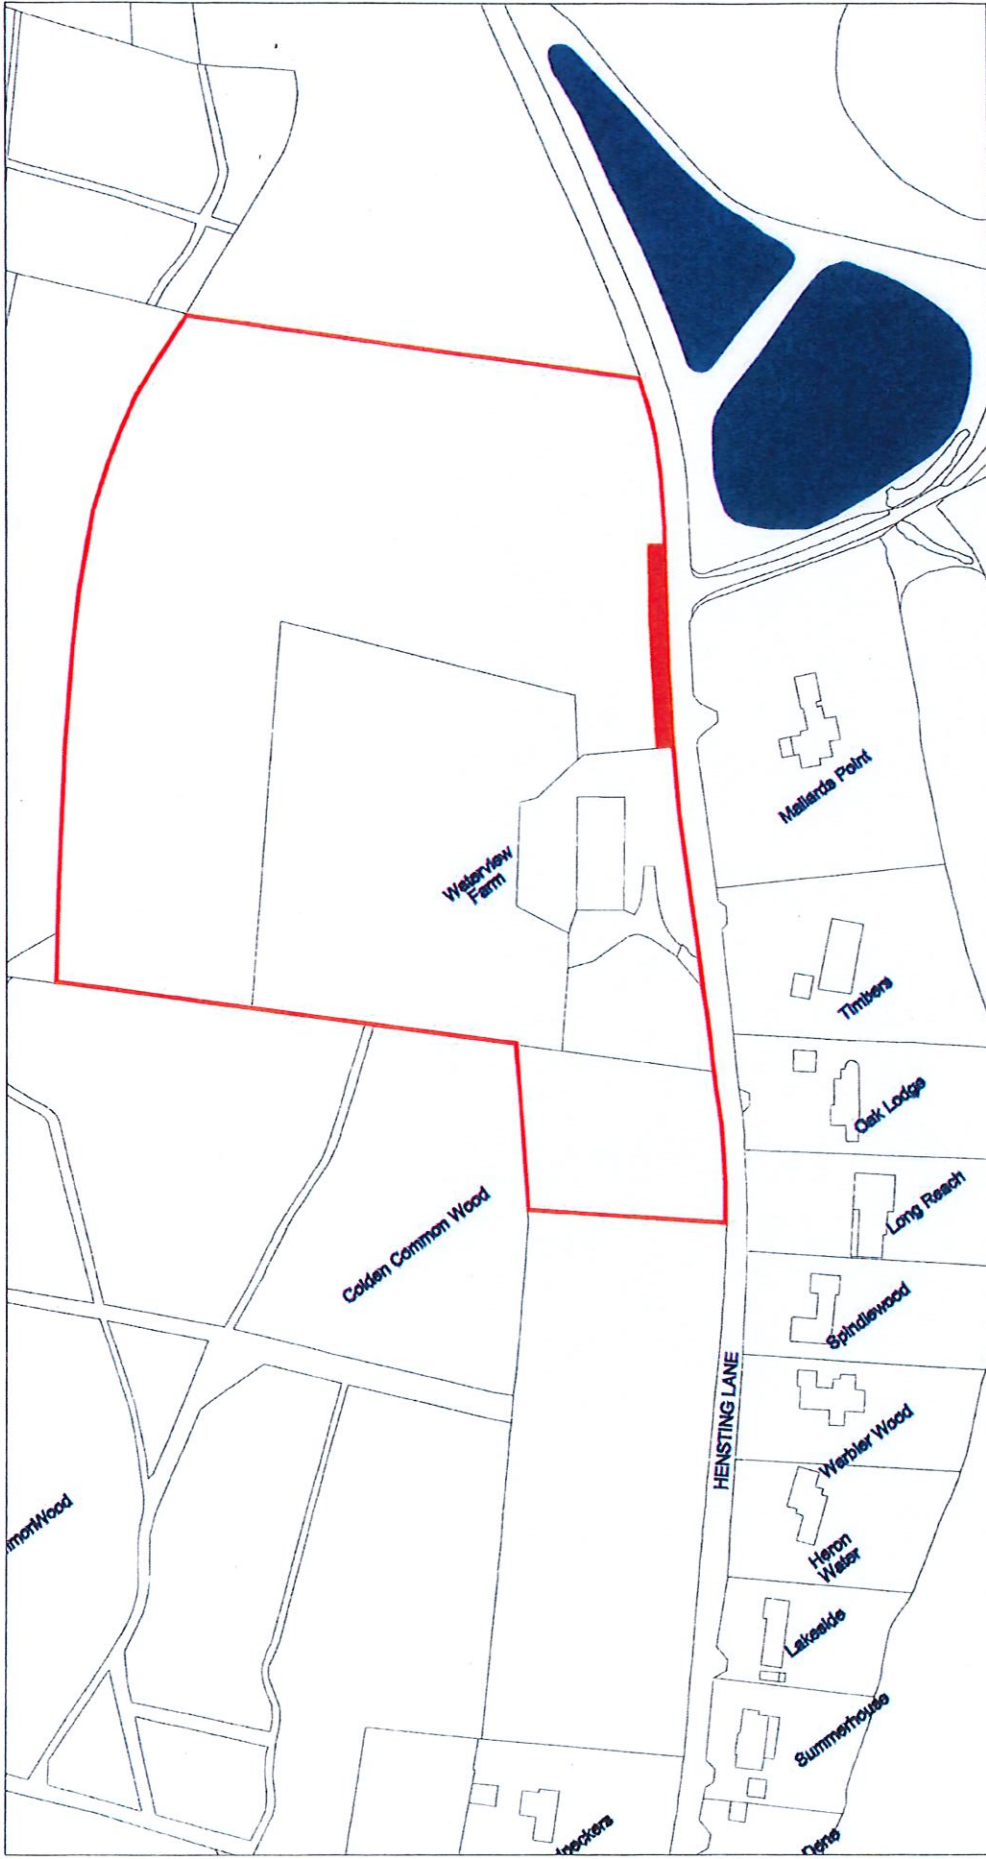 Mallards Point
Waterview
Farm
Timbers
Oak Lodge
Long Reach
Colden Common Wood
Spindlewood
HENSTING LANE
Warbler Wood
Heron
Water
Lakeside
Summerhouse
Dene